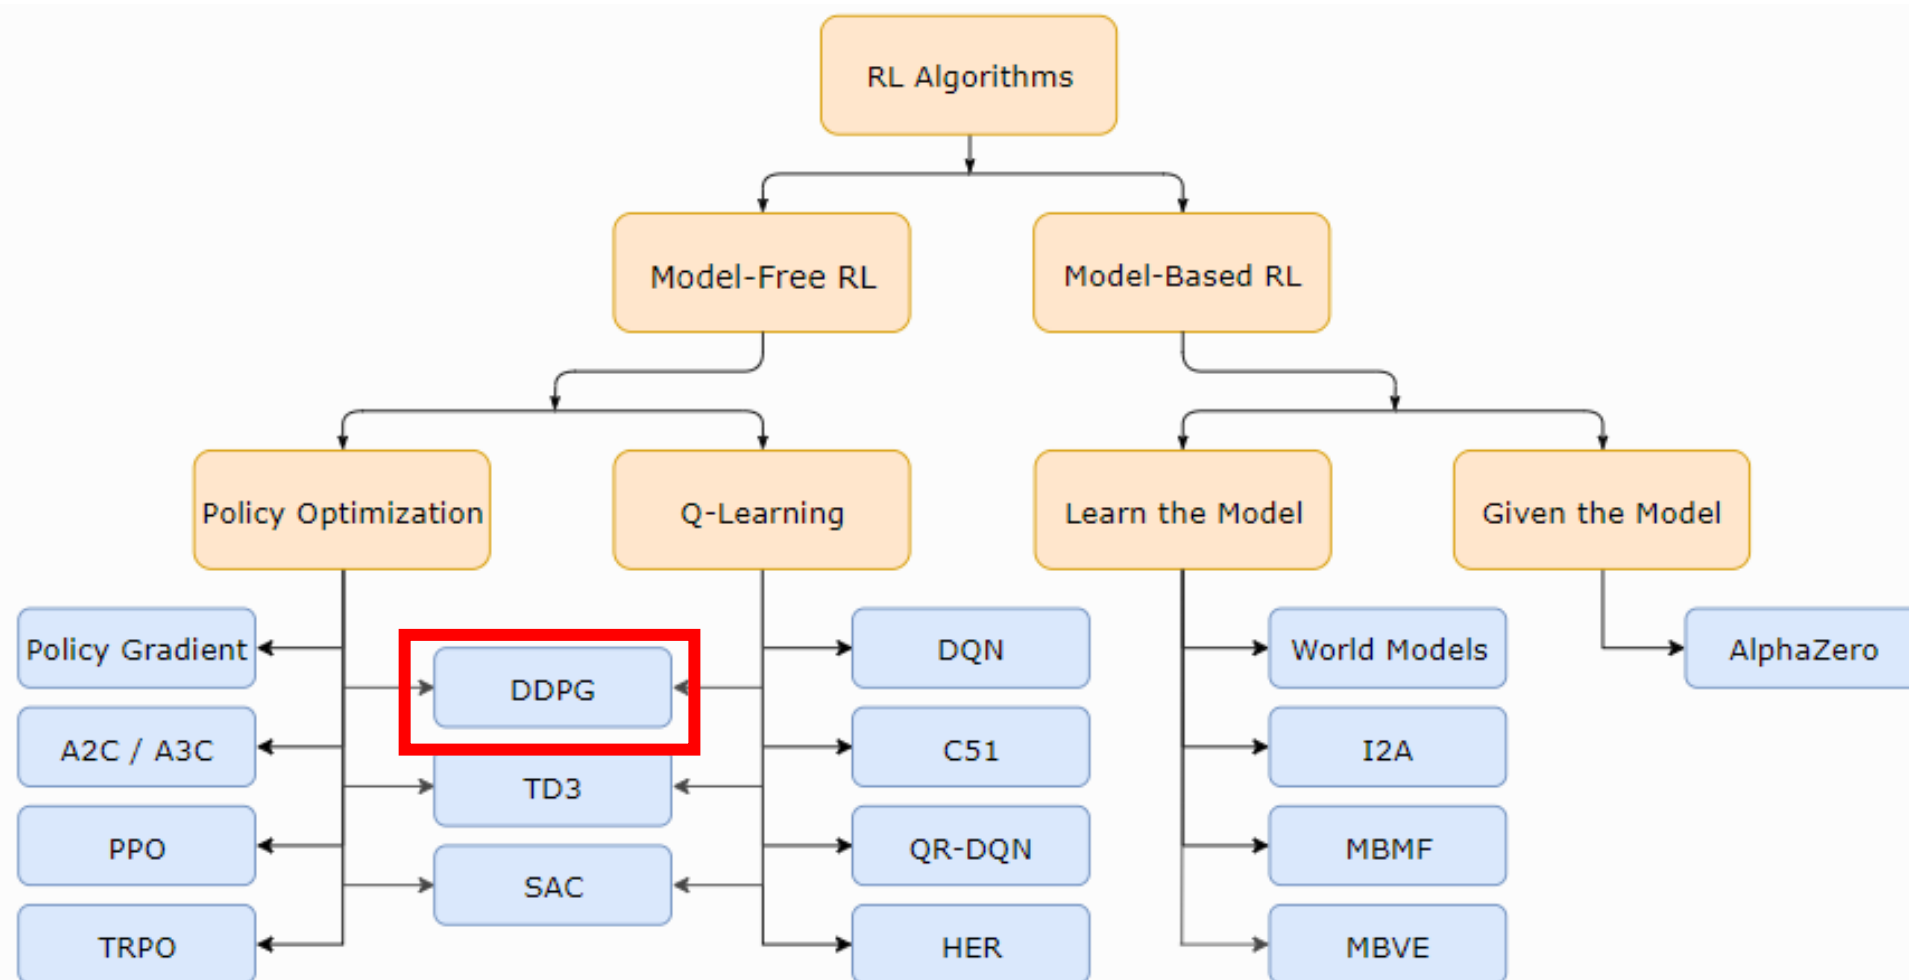 RL Algorithms
Model-Free RL
Model-Based RL
Policy Optimization
Q-Learning
Learn the Model
Given the Model
Policy Gradient
DDPG
DQN
World Models
AlphaZero
A2C / A3C
TD3
C51
I2A
PPO
SAC
QR-DQN
MBMF
TRPO
HER
MBVE